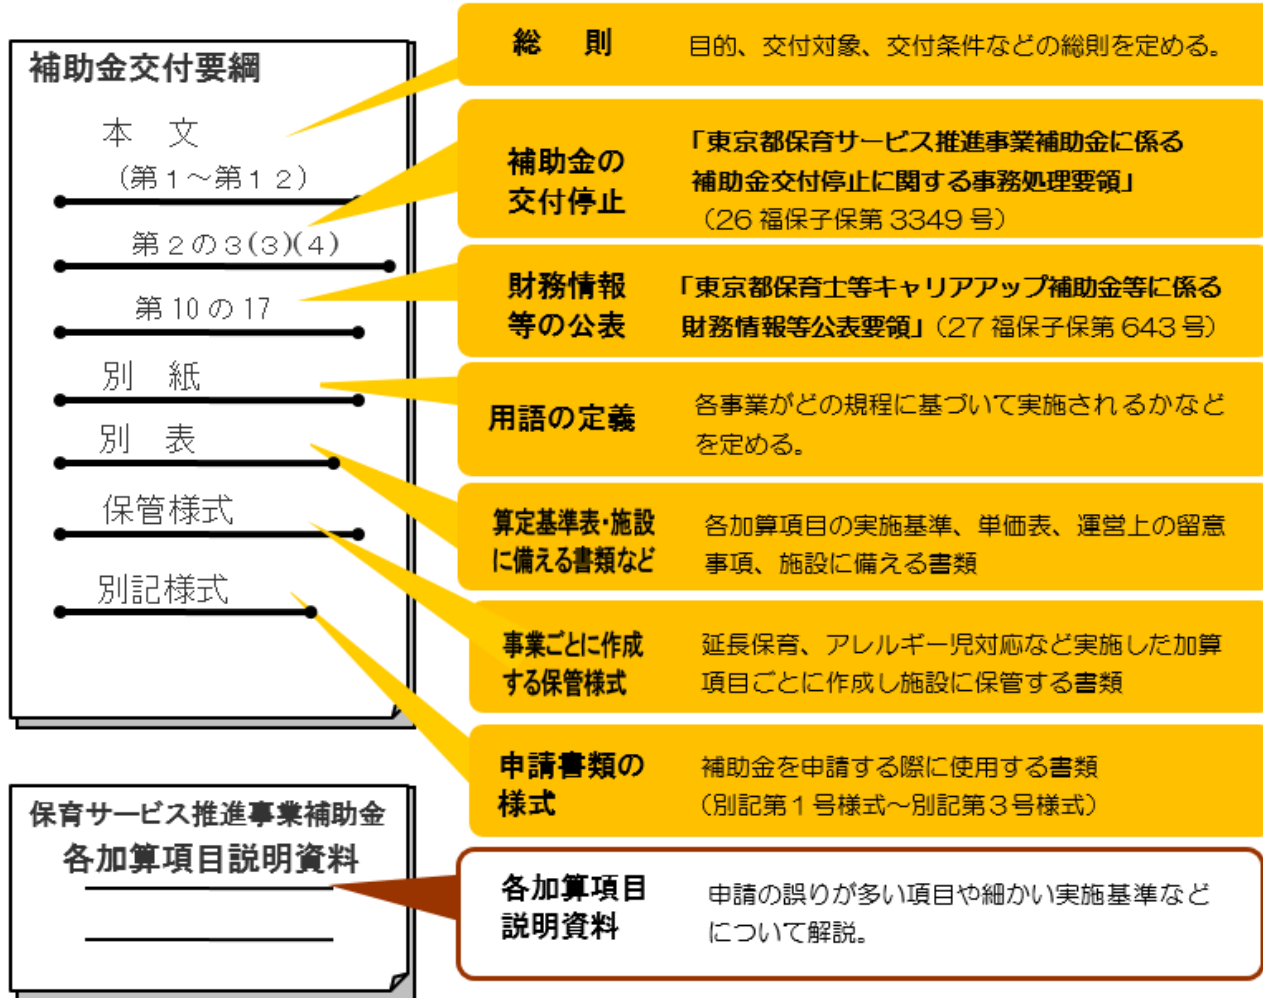 補助金交付要綱
本　文
（第１～第１２）
第２の３(３)(４)
第10の17
別　紙
別　表
保管様式
別記様式
総　則
目的、交付対象、交付条件などの総則を定める。
補助金の
交付停止
「東京都保育サービス推進事業補助金に係る
補助金交付停止に関する事務処理要領」
（26福保子保第3349号）
財務情報
等の公表
「東京都保育士等キャリアアップ補助金等に係る
財務情報等公表要領」（27福保子保第643号）
用語の定義
各事業がどの規程に基づいて実施されるかなど
を定める。
算定基準表・施設
に備える書類など
各加算項目の実施基準、単価表、運営上の留意
事項、施設に備える書類
事業ごとに作成
する保管様式
延長保育、アレルギー児対応など実施した加算
項目ごとに作成し施設に保管する書類
申請書類の
様式
補助金を申請する際に使用する書類
（別記第１号様式～別記第３号様式）
保育サービス推進事業補助金
各加算項目説明資料
各加算項目
説明資料
申請の誤りが多い項目や細かい実施基準など
について解説。